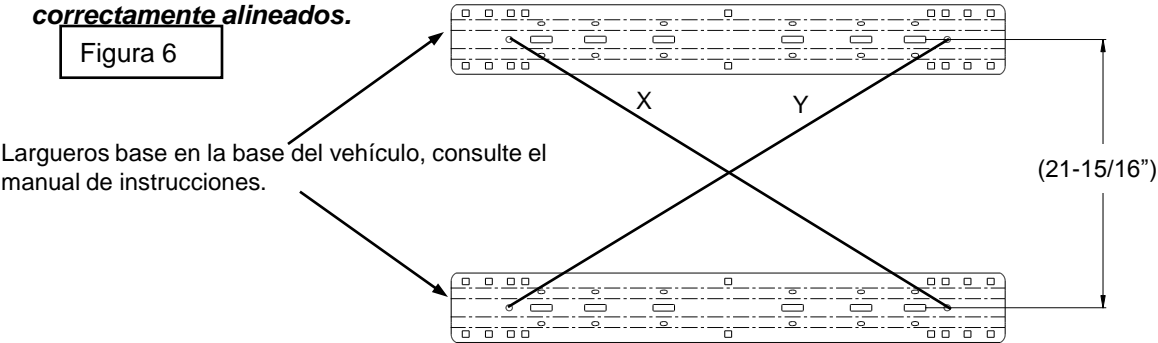 correctamente alineados.
Figura 6
X
Y
Largueros base en la base del vehículo, consulte el
manual de instrucciones.
(21-15/16”)